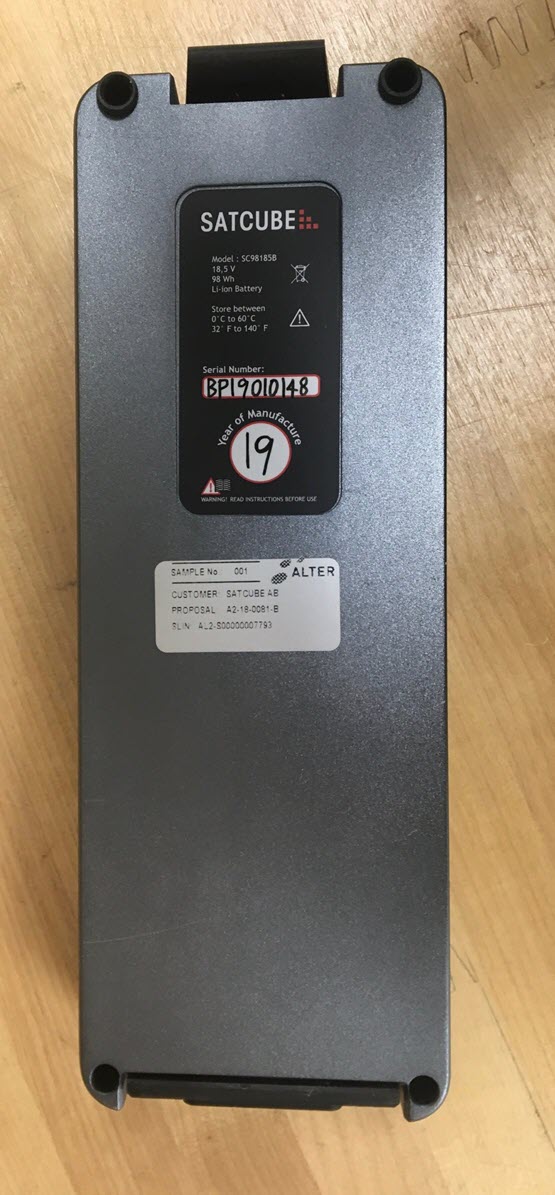 SATCUBE
Model : SC98185B
18,5 V
98 Wh
Li-ion Battery
Store between
0°C to 60°C
32° F to 140° F
Serial Number:
BP19010148
Year of Manufacture
19
WARNING! READ INSTRUCTIONS BEFORE USE
SAMPLE No 001
ALTER
CUSTOMER: SATCUBE AB
PROPOSAL: A2-18-0081-B
SLIN: AL2-S00000007793